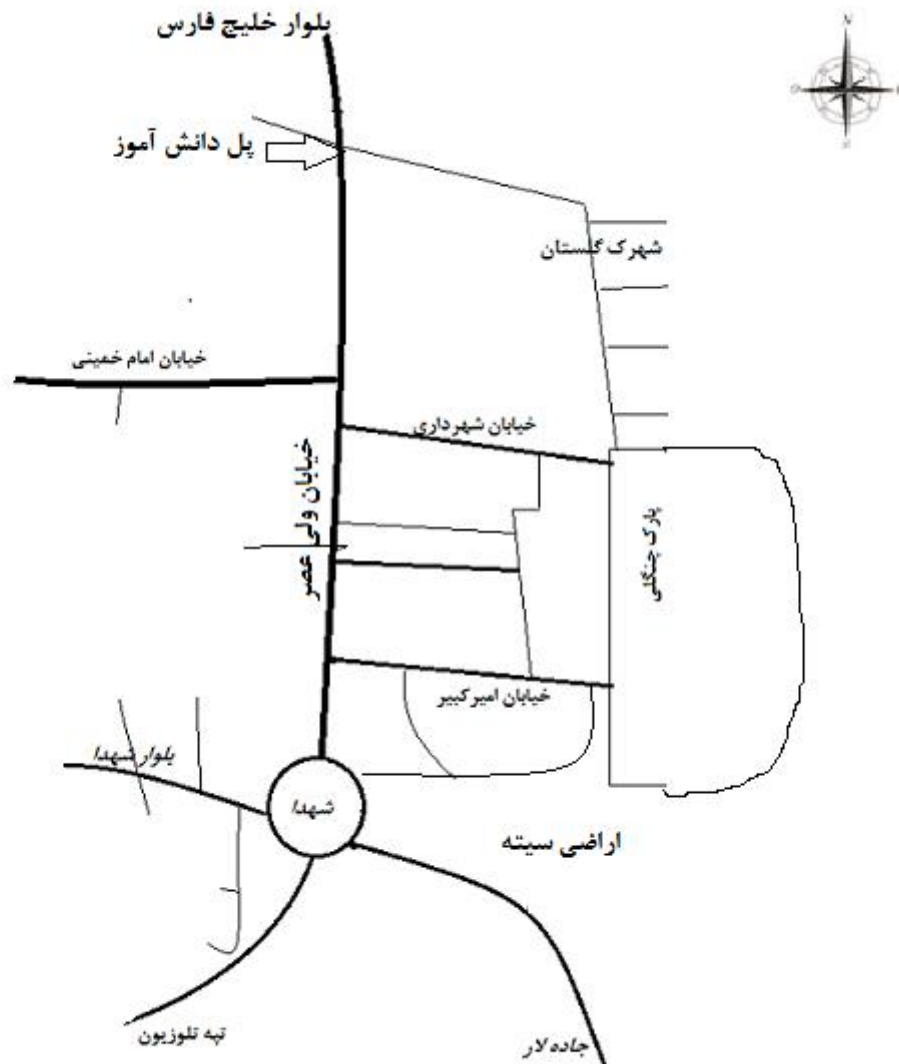 بلوار خلیج فارس
N
پل دانش آموز
شهرک گلستان
خیابان امام خمینی
خیابان شهرداری
خیابان ولی عصر
پارک جنگلی
خیابان امیرکبیر
بلوار شهدا
شهدا
اراضی سیته
تپه تلوزیون
جاده لار